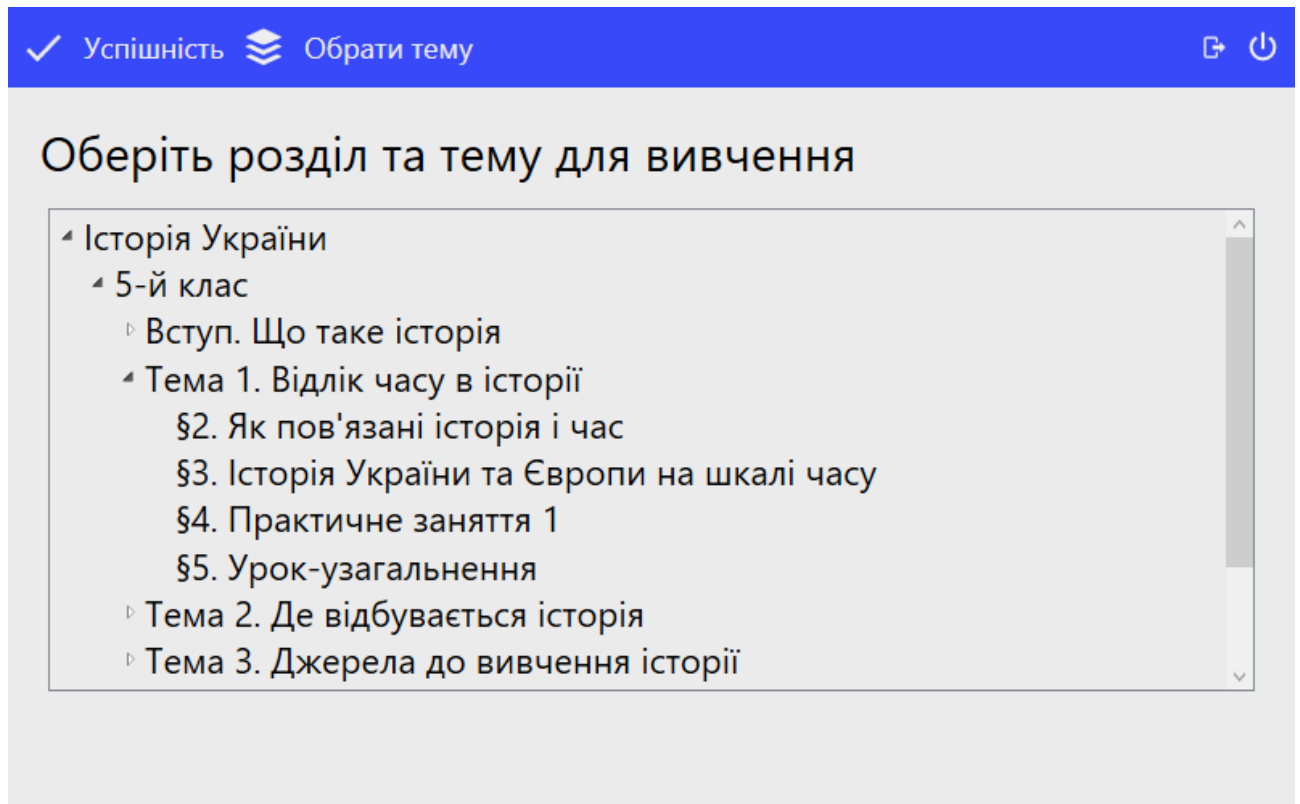 Успішність Обрати тему
Оберіть розділ та тему для вивчення
Історія України
5-й клас
Вступ. Що таке історія
Тема 1. Відлік часу в історії
§2. Як пов'язані історія і час
§3. Історія України та Європи на шкалі часу
§4. Практичне заняття 1
§5. Урок-узагальнення
Тема 2. Де відбувається історія
Тема 3. Джерела до вивчення історії